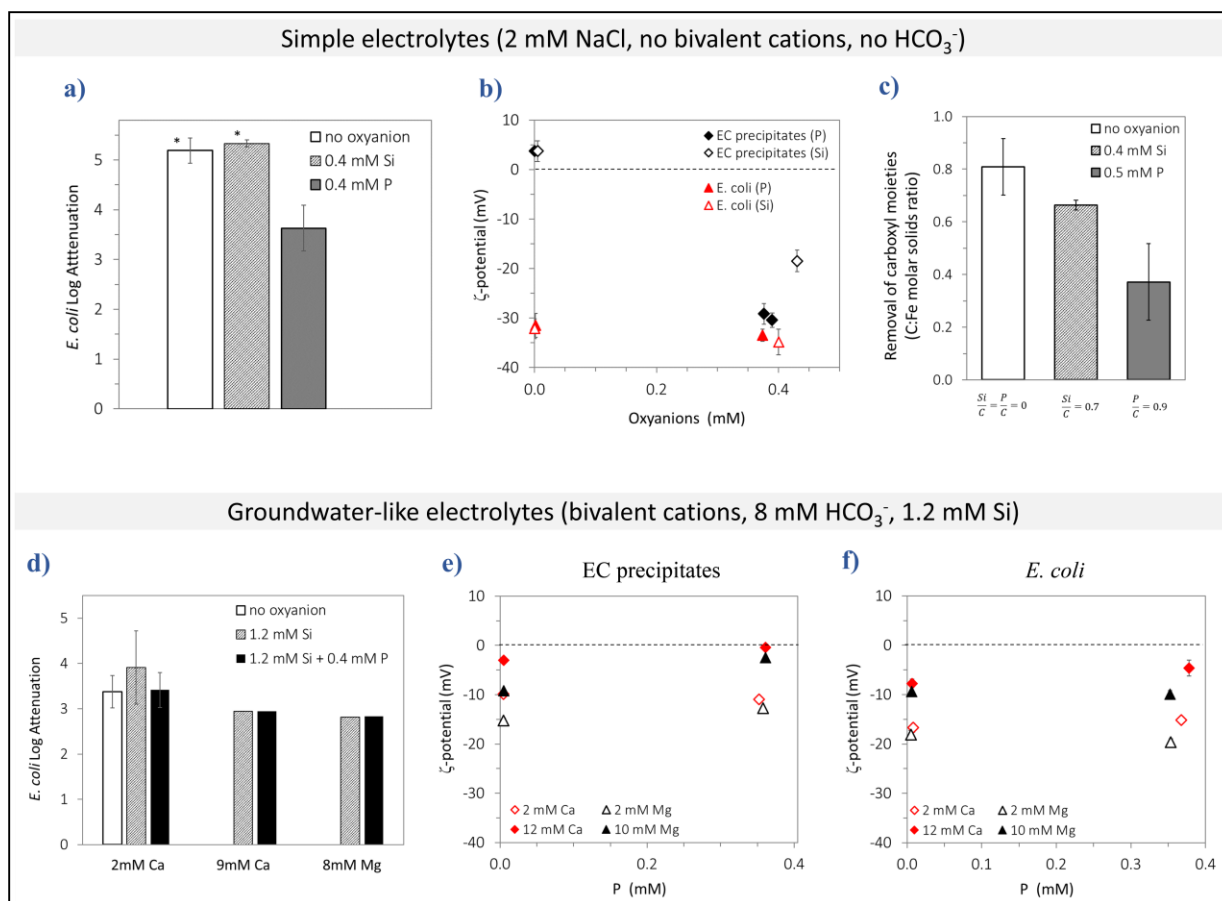 Simple electrolytes (2 mM NaCl, no bivalent cations, no HCO₃⁻)
a)
E. coli Log Atttenuation
5
4
3
2
1
0
*
*
no oxyanion
0.4 mM Si
0.4 mM P
b)
ζ-potential (mV)
10
0
-10
-20
-30
-40
EC precipitates (P)
EC precipitates (Si)
E. coli (P)
E. coli (Si)
0.0
0.2
0.4
Oxyanions (mM)
c)
Removal of carboxyl moieties
(C:Fe molar solids ratio)
1.0
0.8
0.6
0.4
0.2
0.0
no oxyanion
0.4 mM Si
0.5 mM P
Si/C = P/C = 0
Si/C = 0.7
P/C = 0.9
Groundwater-like electrolytes (bivalent cations, 8 mM HCO₃⁻, 1.2 mM Si)
d)
E. coli Log Attenuation
5
4
3
2
1
0
no oxyanion
1.2 mM Si
1.2 mM Si + 0.4 mM P
2mM Ca
9mM Ca
8mM Mg
e)
EC precipitates
ζ-potential (mV)
10
0
-10
-20
-30
-40
2 mM Ca
2 mM Mg
12 mM Ca
10 mM Mg
0.0
0.2
0.4
P (mM)
f)
E. coli
ζ-potential (mV)
10
0
-10
-20
-30
-40
2 mM Ca
2 mM Mg
12 mM Ca
10 mM Mg
0.0
0.1
0.2
0.3
0.4
P (mM)